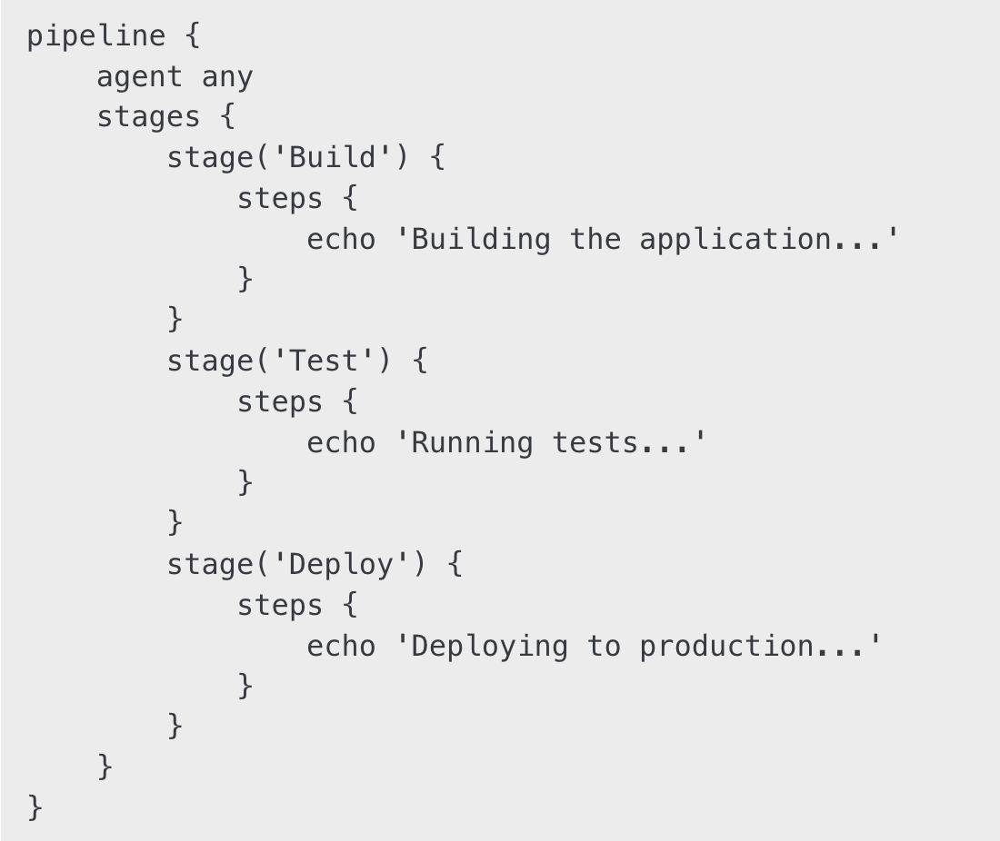 pipeline {
     agent any
     stages {
          stage('Build') {
               steps {
                    echo 'Building the application...'
               }
          }
          stage('Test') {
               steps {
                    echo 'Running tests...'
               }
          }
          stage('Deploy') {
               steps {
                    echo 'Deploying to production...'
               }
          }
     }
}